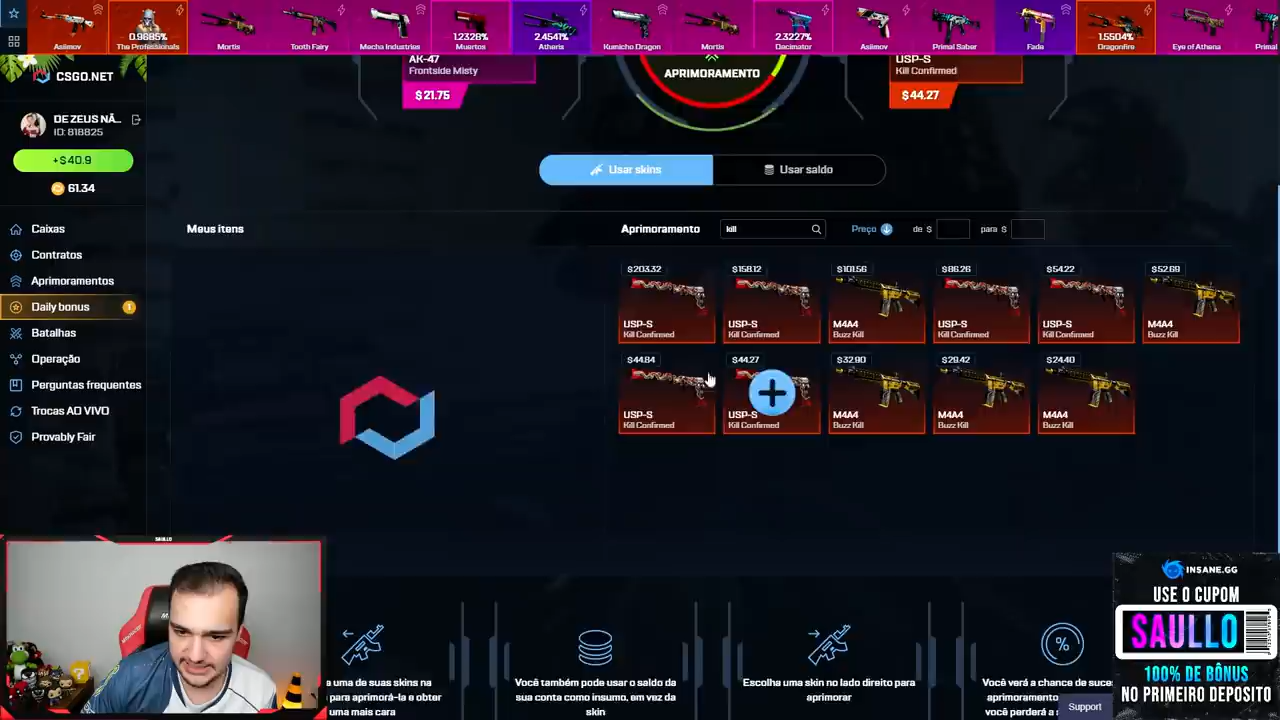 Asiimov
0.9685%
The Professionals
Mortis
Tooth Fairy
Mecha Industries
1.2326%
Muertos
2.4541%
Atheris
Kumicho Dragon
Mortis
2.3227%
Decimator
Asiimov
Primal Saber
Fade
1.5504%
Dragonfire
Eye of Athena
Primal
CSGO.NET
DE ZEUS NÃ...
ID: 818825
+$40.9
61.34
Caixas
Contratos
Aprimoramentos
Daily bonus
1
Batalhas
Operação
Perguntas frequentes
Trocas AO VIVO
Provably Fair
AK-47
Frontside Misty
$21.75
APRIMORAMENTO
USP-S
Kill Confirmed
$44.27
Usar skins
Usar saldo
Meus itens
Aprimoramento
kill
Preço
de $
para $
$203.32
USP-S
Kill Confirmed
$158.12
USP-S
Kill Confirmed
$101.56
M4A4
Buzz Kill
$86.26
USP-S
Kill Confirmed
$54.22
USP-S
Kill Confirmed
$52.69
M4A4
Buzz Kill
$44.84
USP-S
Kill Confirmed
$44.27
USP-S
Kill Confirmed
$32.90
M4A4
Buzz Kill
$29.42
M4A4
Buzz Kill
$24.40
M4A4
Buzz Kill
a uma de suas skins na
para aprimorá-la e obter
uma mais cara
Você também pode usar o saldo da
sua conta como insumo, em vez da
skin
Escolha uma skin no lado direito para
aprimorar
%
Você verá a chance de suce
aprimoramento
você perderá a s
Support
SAULLO
INSANE.GG
USE O CUPOM
SAULLO
100% DE BÔNUS
NO PRIMEIRO DEPÓSITO